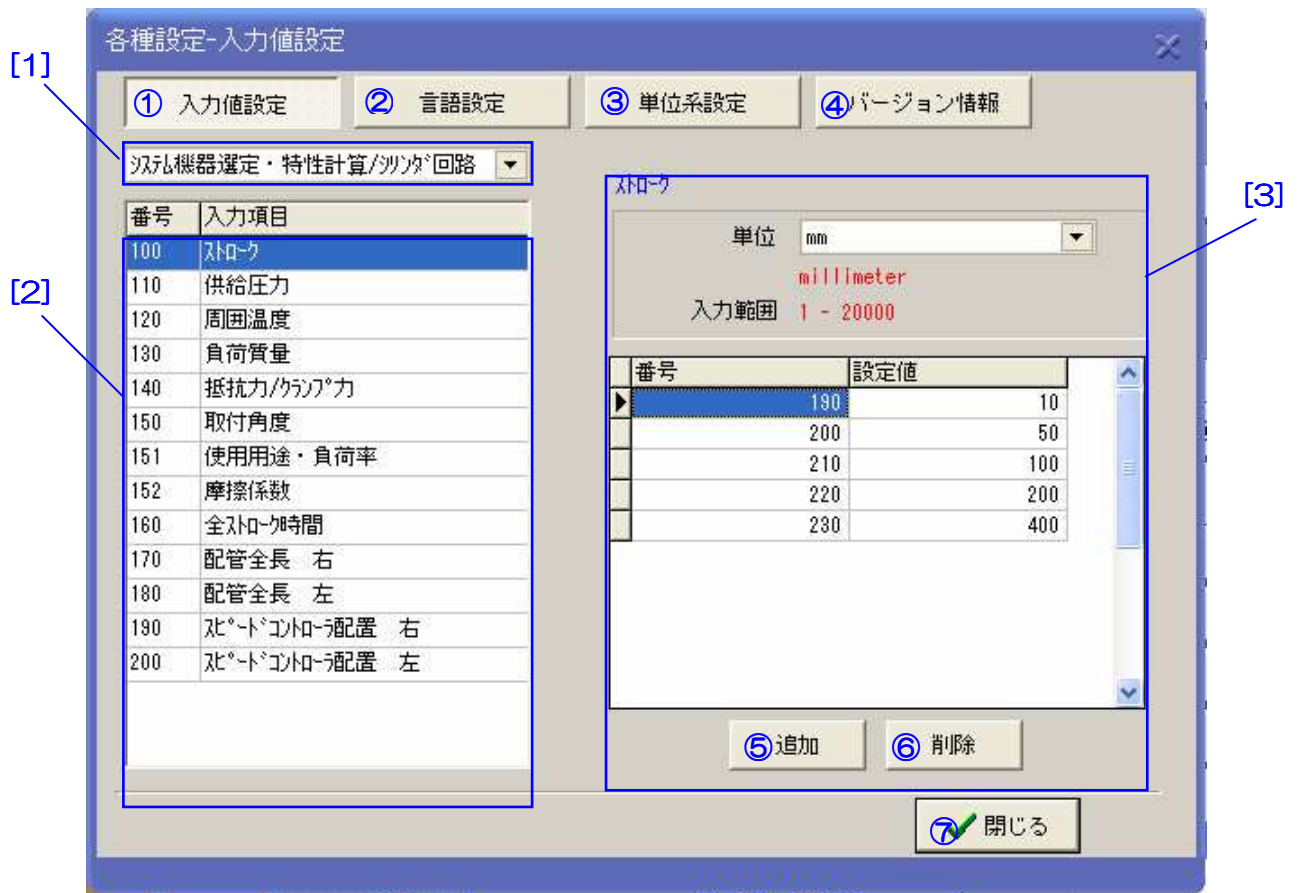 各種設定-入力値設定
[1]
① 入力値設定 ② 言語設定 ③ 単位系設定 ④バージョン情報
ｼｽﾃﾑ機器選定・特性計算/ｼﾘﾝﾀﾞ回路
[2]
番号 入力項目
100 ｽﾄﾛｰｸ
110 供給圧力
120 周囲温度
130 負荷質量
140 抵抗力/ｸﾗﾝﾌﾟ力
150 取付角度
151 使用用途・負荷率
152 摩擦係数
160 全ｽﾄﾛｰｸ時間
170 配管全長 右
180 配管全長 左
190 ｽﾋﾟｰﾄﾞｺﾝﾄﾛｰﾗ配置 右
200 ｽﾋﾟｰﾄﾞｺﾝﾄﾛｰﾗ配置 左
[3]
ｽﾄﾛｰｸ
単位 mm
millimeter
入力範囲 1 - 20000
番号 設定値
190 10
200 50
210 100
220 200
230 400
⑤追加 ⑥ 削除
⑦ 閉じる